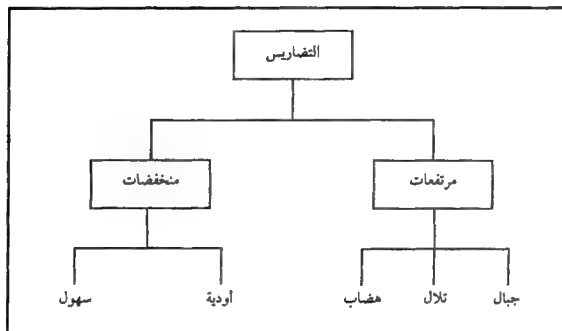 التضاريس
مرتفعات
منخفضات
جبال
تلال
هضاب
أودية
سهول